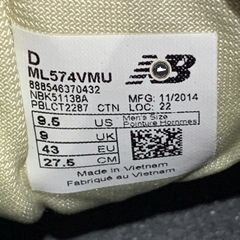 D
ML574VMU
888546370432
NBK51138A
PBLCT2287 CTN
MFG: 11/2014
LOC: 22
9.5 US
9 UK
43 EU
27.5 CM
Men's Size
Pointure Hommes
Made in Vietnam
Fabriqué au Vietnam